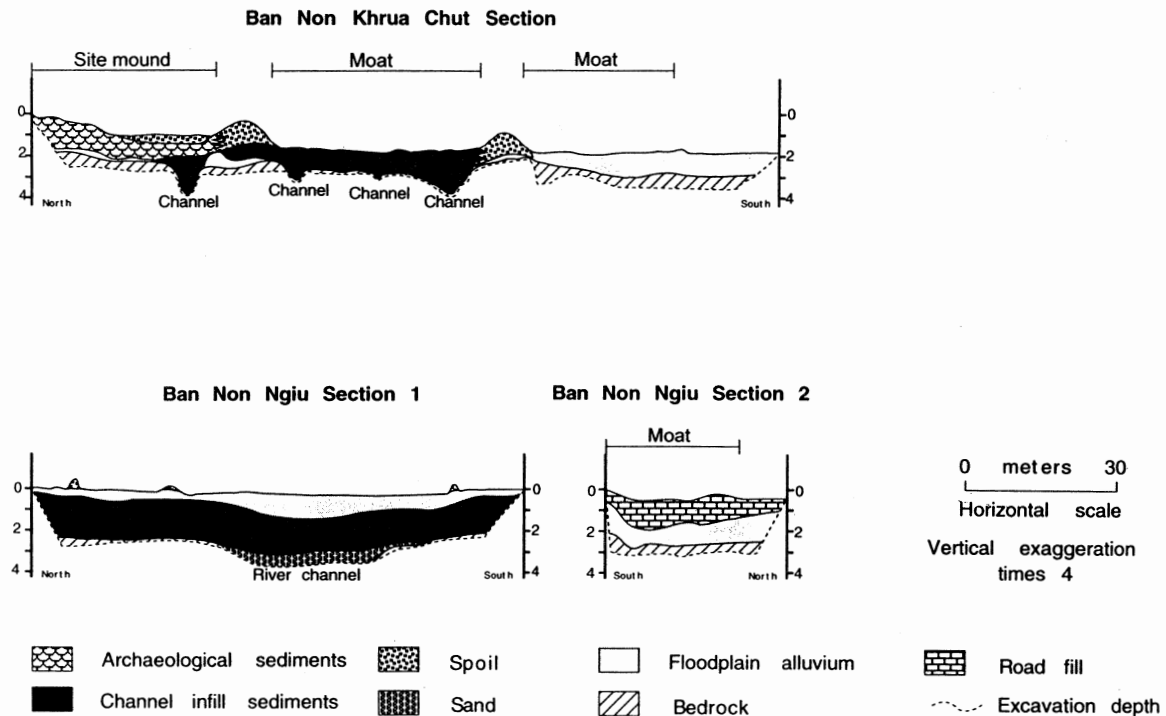 Ban Non Khrua Chut Section
Site mound Moat Moat
0 0
2 2
4 4
North Channel Channel Channel Channel South
Ban Non Ngiu Section 1
0 0
2 2
4 4
North River channel South
Ban Non Ngiu Section 2
Moat
0 0
2 2
4 4
South North
0 meters 30
Horizontal scale
Vertical exaggeration
times 4
Archaeological sediments Spoil Floodplain alluvium Road fill
Channel infill sediments Sand Bedrock Excavation depth